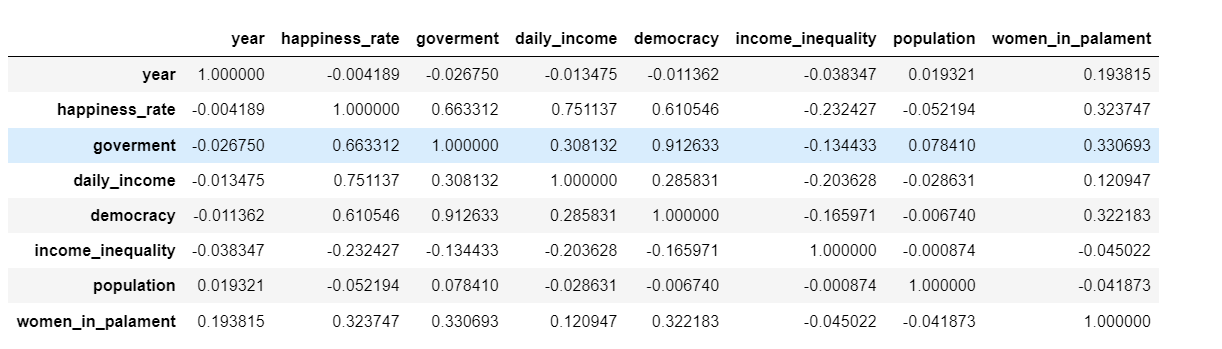 year happiness_rate goverment daily_income democracy income_inequality population women_in_palament
year 1.000000 -0.004189 -0.026750 -0.013475 -0.011362 -0.038347 0.019321 0.193815
happiness_rate -0.004189 1.000000 0.663312 0.751137 0.610546 -0.232427 -0.052194 0.323747
goverment -0.026750 0.663312 1.000000 0.308132 0.912633 -0.134433 0.078410 0.330693
daily_income -0.013475 0.751137 0.308132 1.000000 0.285831 -0.203628 -0.028631 0.120947
democracy -0.011362 0.610546 0.912633 0.285831 1.000000 -0.165971 -0.006740 0.322183
income_inequality -0.038347 -0.232427 -0.134433 -0.203628 -0.165971 1.000000 -0.000874 -0.045022
population 0.019321 -0.052194 0.078410 -0.028631 -0.006740 -0.000874 1.000000 -0.041873
women_in_palament 0.193815 0.323747 0.330693 0.120947 0.322183 -0.045022 -0.041873 1.000000